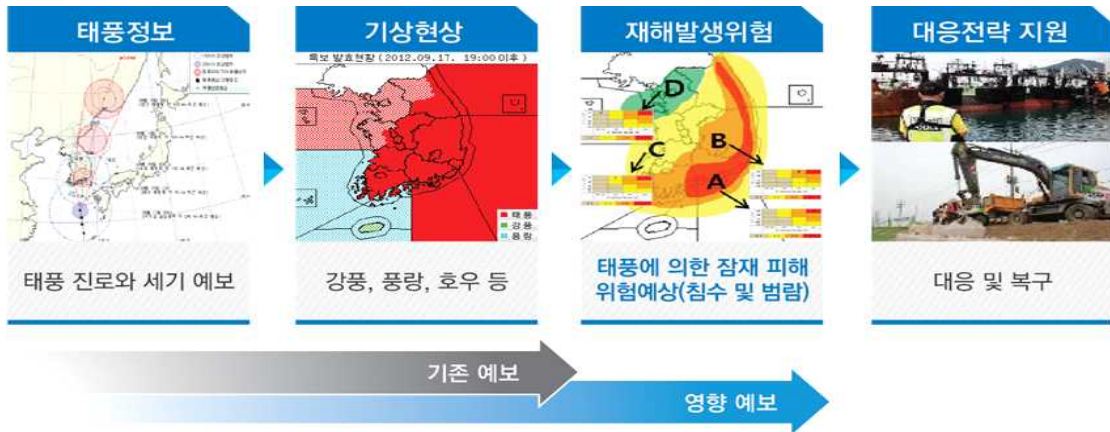 태풍정보
기상현상
재해발생위험
대응전략 지원
특보 발효현황 (2012.09.17. 19:00이후)
태풍
강풍
풍랑
D
C
B
A
태풍 진로와 세기 예보
강풍, 풍랑, 호우 등
태풍에 의한 잠재 피해
위험예상(침수 및 범람)
대응 및 복구
기존 예보
영향 예보